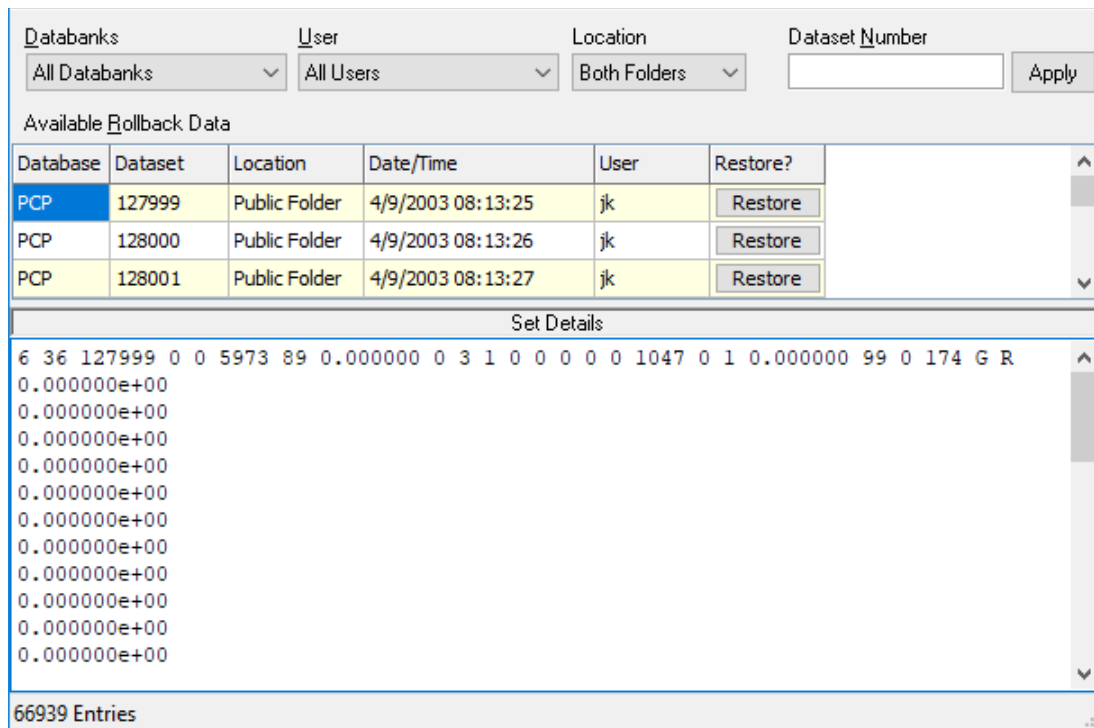 Databanks User Location Dataset Number
All Databanks All Users Both Folders Apply
Available Rollback Data
Database Dataset Location Date/Time User Restore?
PCP 127999 Public Folder 4/9/2003 08:13:25 jk Restore
PCP 128000 Public Folder 4/9/2003 08:13:26 jk Restore
PCP 128001 Public Folder 4/9/2003 08:13:27 jk Restore
Set Details
6 36 127999 0 0 5973 89 0.000000 0 3 1 0 0 0 0 0 1047 0 1 0.000000 99 0 174 G R
0.000000e+00
0.000000e+00
0.000000e+00
0.000000e+00
0.000000e+00
0.000000e+00
0.000000e+00
0.000000e+00
0.000000e+00
0.000000e+00
0.000000e+00
66939 Entries